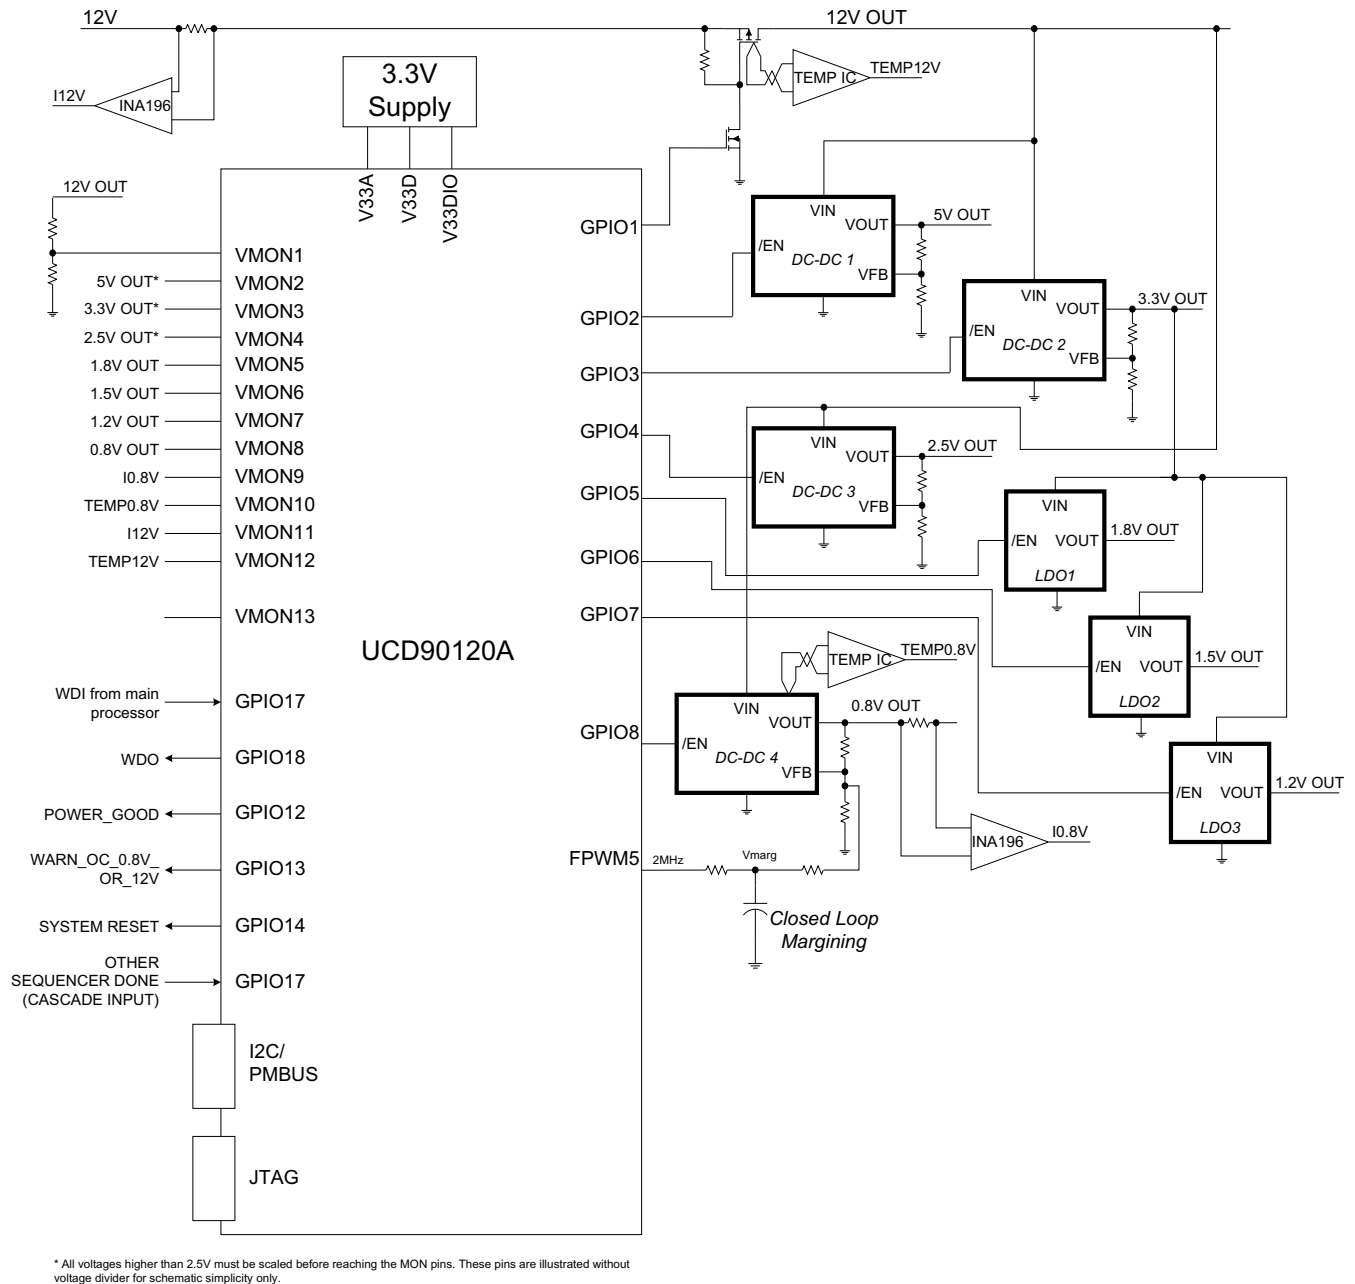 12V
12V OUT
3.3V
Supply
I12V
INA196
TEMP IC
TEMP12V
12V OUT
V33A
V33D
V33DIO
VMON1
5V OUT*
VMON2
3.3V OUT*
VMON3
2.5V OUT*
VMON4
1.8V OUT
VMON5
1.5V OUT
VMON6
1.2V OUT
VMON7
0.8V OUT
VMON8
I0.8V
VMON9
TEMP0.8V
VMON10
I12V
VMON11
TEMP12V
VMON12
VMON13
UCD90120A
WDI from main
processor
GPIO17
WDO
GPIO18
POWER_GOOD
GPIO12
WARN_OC_0.8V_
OR_12V
GPIO13
SYSTEM RESET
GPIO14
OTHER
SEQUENCER DONE
(CASCADE INPUT)
GPIO17
I2C/
PMBUS
JTAG
GPIO1
GPIO2
GPIO3
GPIO4
GPIO5
GPIO6
GPIO7
GPIO8
FPWM5
2MHz
Vmarg
Closed Loop
Margining
VIN
VOUT
5V OUT
/EN
DC-DC 1
VFB
VIN
VOUT
3.3V OUT
/EN
DC-DC 2
VFB
VIN
VOUT
2.5V OUT
/EN
DC-DC 3
VFB
VIN
/EN
VOUT
1.8V OUT
LDO1
VIN
/EN
VOUT
1.5V OUT
LDO2
TEMP IC
TEMP0.8V
VIN
VOUT
0.8V OUT
/EN
DC-DC 4
VFB
VIN
/EN
VOUT
1.2V OUT
LDO3
INA196
I0.8V
* All voltages higher than 2.5V must be scaled before reaching the MON pins. These pins are illustrated without
voltage divider for schematic simplicity only.